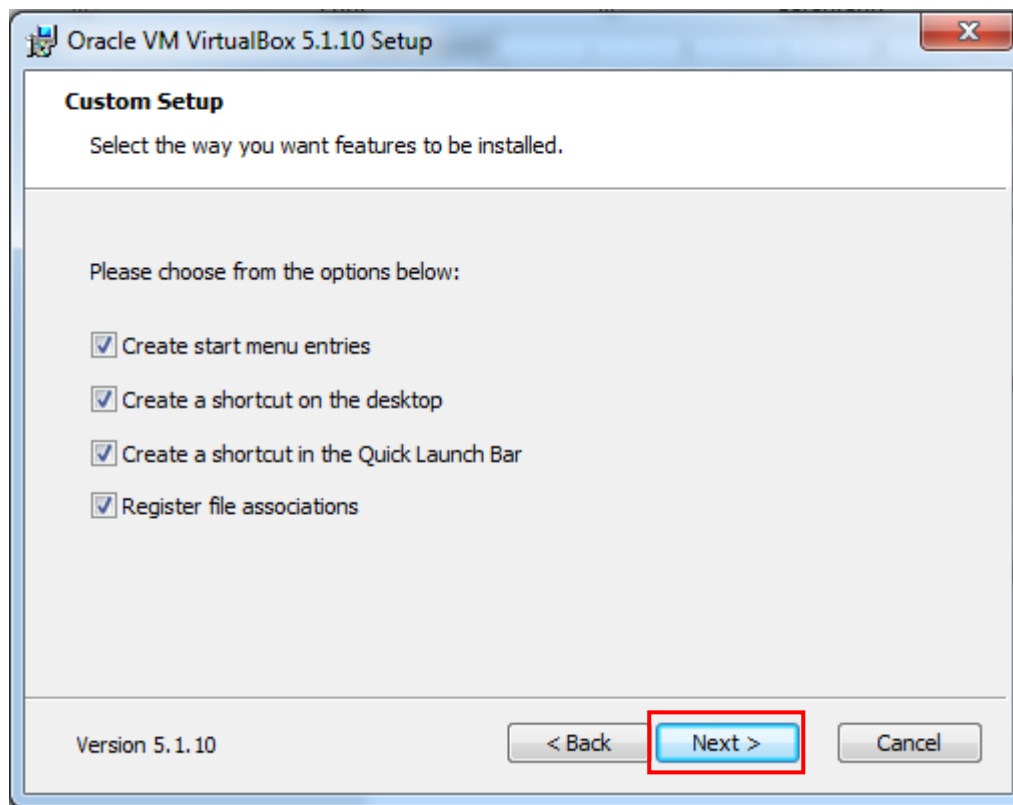 Oracle VM VirtualBox 5.1.10 Setup
Custom Setup
Select the way you want features to be installed.
Please choose from the options below:
Create start menu entries
Create a shortcut on the desktop
Create a shortcut in the Quick Launch Bar
Register file associations
Version 5.1.10
< Back Next > Cancel